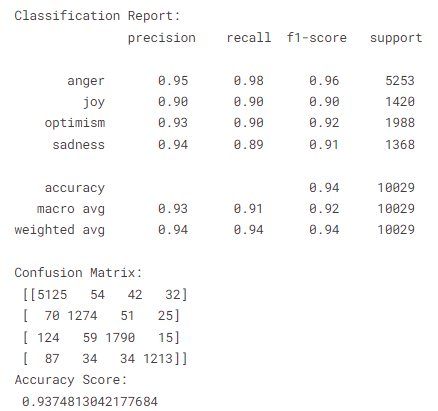 Classification Report:
precision recall f1-score support
anger 0.95 0.98 0.96 5253
joy 0.90 0.90 0.90 1420
optimism 0.93 0.90 0.92 1988
sadness 0.94 0.89 0.91 1368
accuracy 0.94 10029
macro avg 0.93 0.91 0.92 10029
weighted avg 0.94 0.94 0.94 10029
Confusion Matrix:
[[5125 54 42 32]
[ 70 1274 51 25]
[ 124 59 1790 15]
[ 87 34 34 1213]]
Accuracy Score:
0.9374813042177684